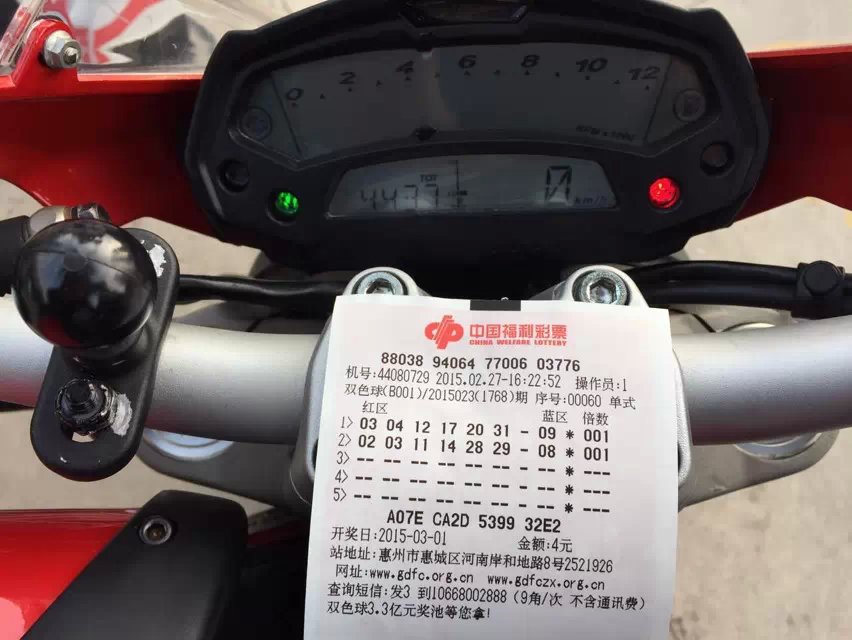 0 2 4 6 8 10 12
RPM x 1000
TOT
4437 0 km/h
中国福利彩票
CHINA WELFARE LOTTERY
88038 94064 77006 03776
机号:44080729 2015.02.27-16:22:52 操作员:1
双色球(B001)/2015023(1768)期 序号:00060 单式
红区 蓝区 倍数
1> 03 04 12 17 20 31 - 09 * 001
2> 02 03 11 14 28 29 - 08 * 001
3> -- -- -- -- -- -- - -- * ---
4> -- -- -- -- -- -- - -- * ---
5> -- -- -- -- -- -- - -- * ---
A07E CA2D 5399 32E2
开奖日:2015-03-01 金额:4元
站地址:惠州市惠城区河南岸和地路8号2521926
网址:www.gdfc.org.cn www.gdfczx.org.cn
查询短信:发3 到10668002888 (9角/次 不含通讯费)
双色球3.3亿元奖池等您拿!